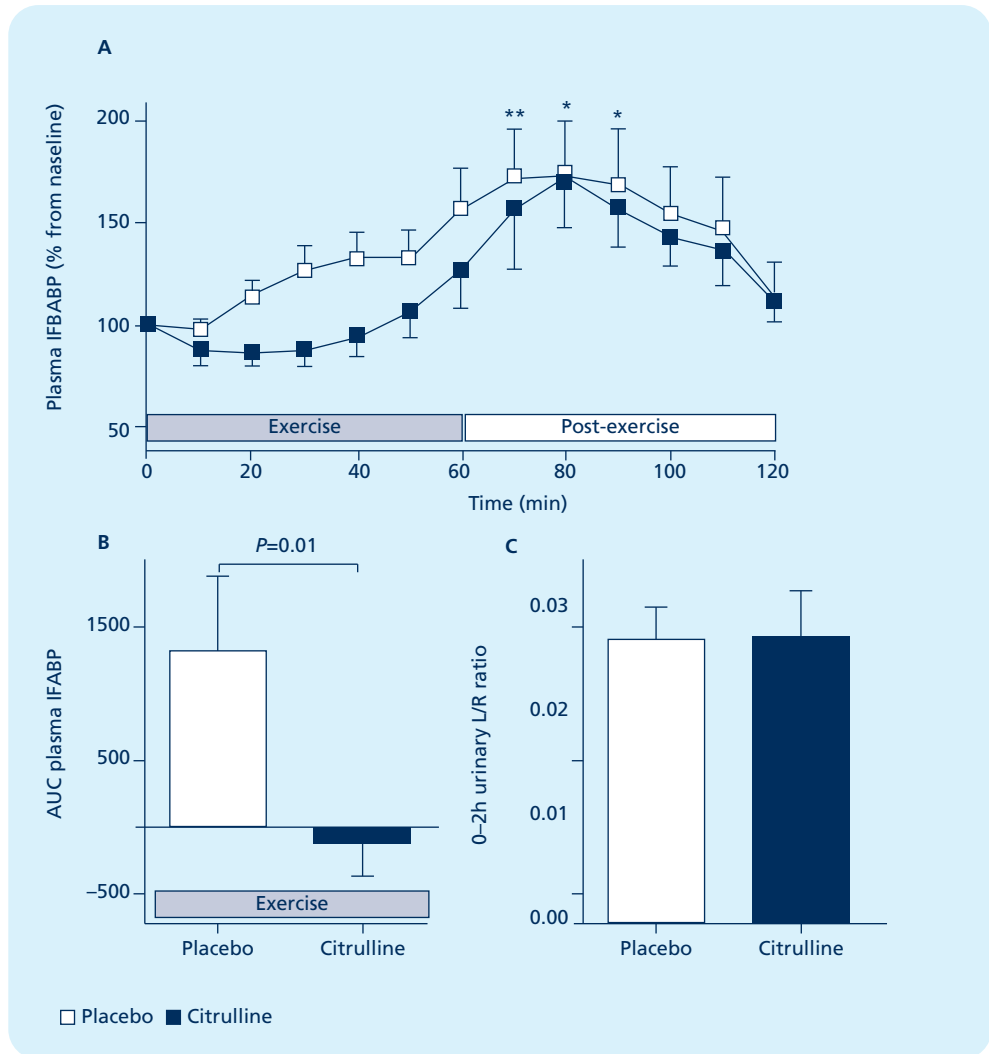 A
Plasma IFBABP (% from naseline)
200
150
100
50
** * *
Exercise Post-exercise
0 20 40 60 80 100 120
Time (min)
B
P=0.01
AUC plasma IFABP
1500
500
–500
Exercise
Placebo Citrulline
C
0–2h urinary L/R ratio
0.03
0.02
0.01
0.00
Placebo Citrulline
Placebo Citrulline